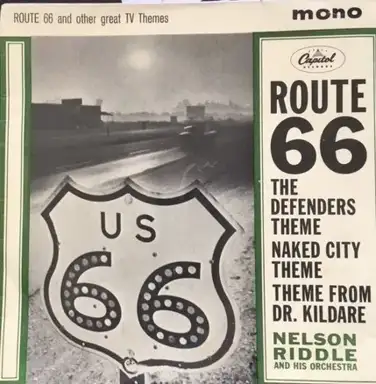 ROUTE 66 and other great TV Themes
mono
Capitol
RECORDS
ROUTE
66
THE
DEFENDERS
THEME
NAKED CITY
THEME
THEME FROM
DR. KILDARE
NELSON
RIDDLE
AND HIS ORCHESTRA
US
66